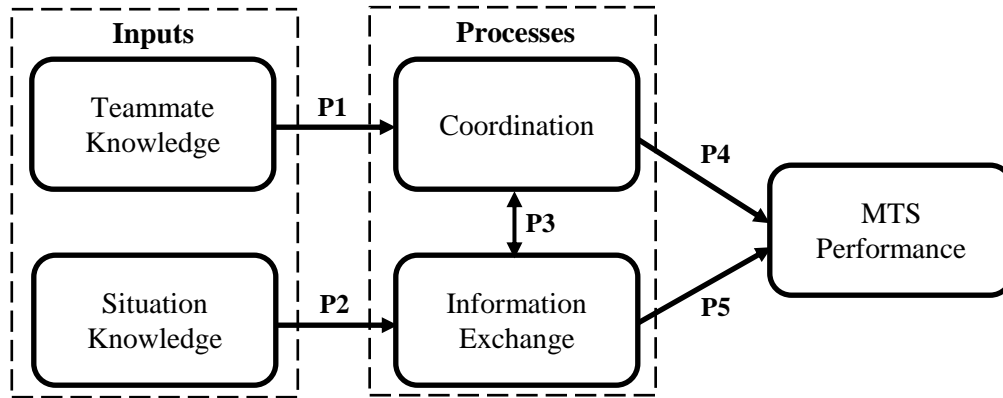 Inputs
Processes
Teammate
Knowledge
P1
Coordination
P4
MTS
Performance
P3
Situation
Knowledge
P2
Information
Exchange
P5